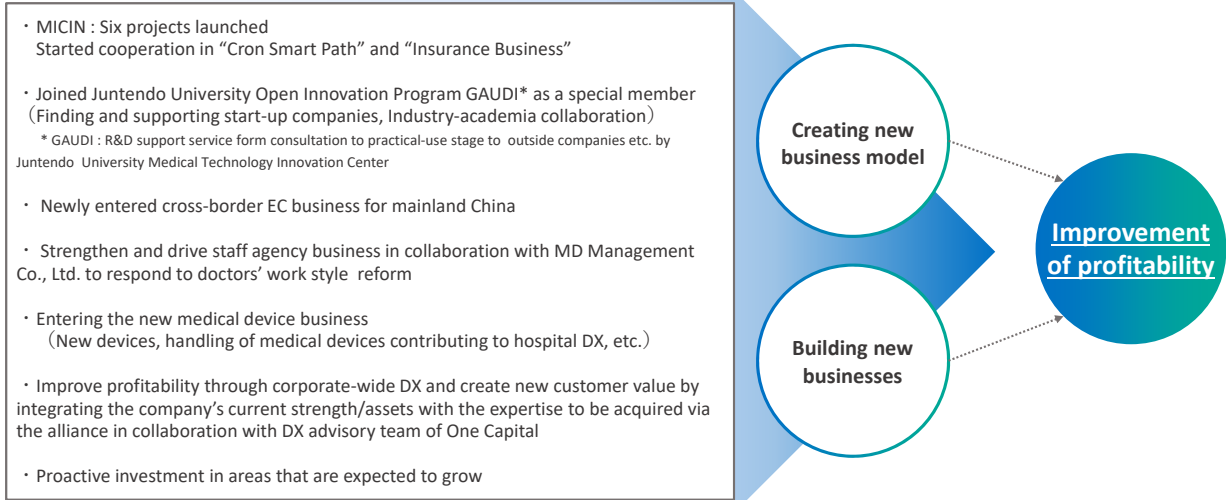 ・MICIN : Six projects launched
Started cooperation in “Cron Smart Path” and “Insurance Business”
・Joined Juntendo University Open Innovation Program GAUDI* as a special member
（Finding and supporting start-up companies, Industry-academia collaboration）
* GAUDI : R&D support service form consultation to practical-use stage to outside companies etc. by
Juntendo University Medical Technology Innovation Center
・ Newly entered cross-border EC business for mainland China
・ Strengthen and drive staff agency business in collaboration with MD Management
Co., Ltd. to respond to doctors’ work style reform
・Entering the new medical device business
（New devices, handling of medical devices contributing to hospital DX, etc.）
・Improve profitability through corporate-wide DX and create new customer value by
integrating the company’s current strength/assets with the expertise to be acquired via
the alliance in collaboration with DX advisory team of One Capital
・Proactive investment in areas that are expected to grow
Creating new
business model
Building new
businesses
Improvement
of profitability